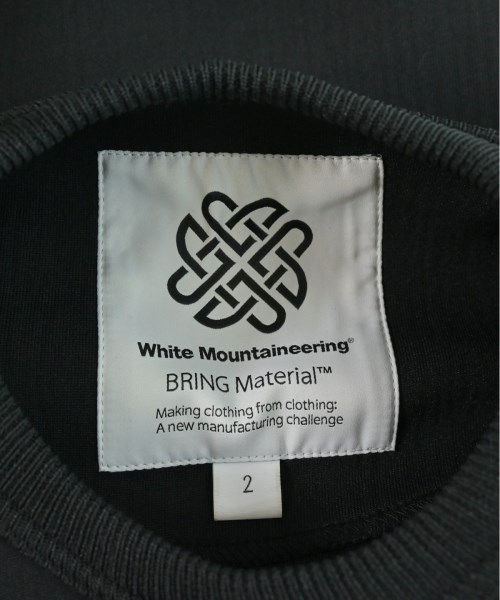 White Mountaineering®
BRING Material™
Making clothing from clothing:
A new manufacturing challenge
2